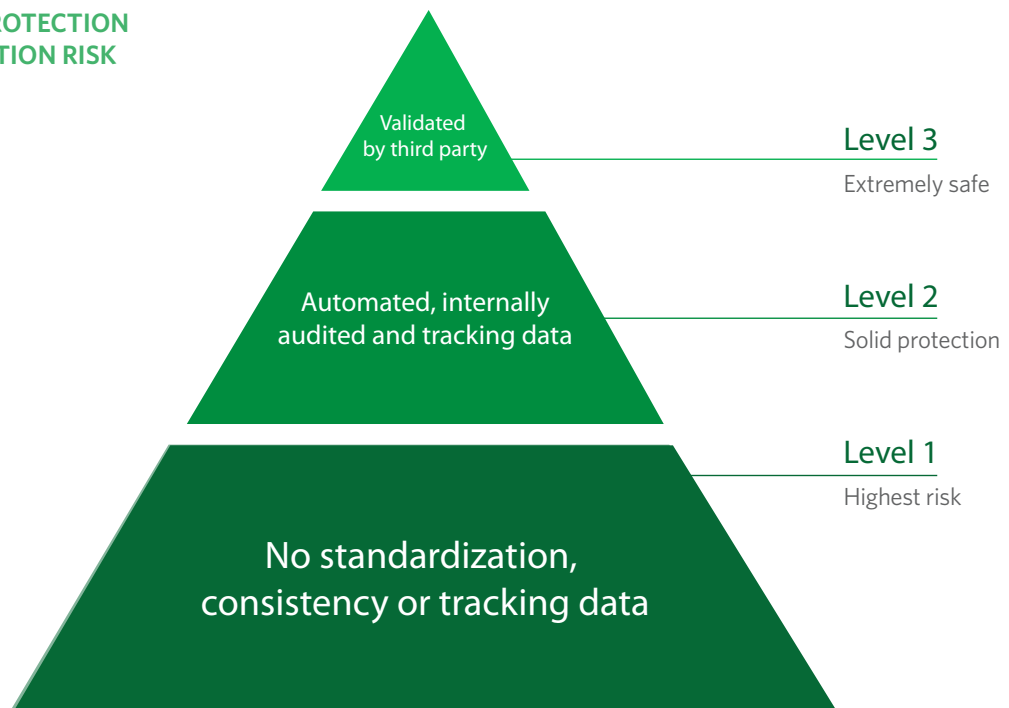 TION RISK
Validated
by third party
Level 3
Extremely safe
Automated, internally
audited and tracking data
Level 2
Solid protection
Level 1
Highest risk
No standardization,
consistency or tracking data